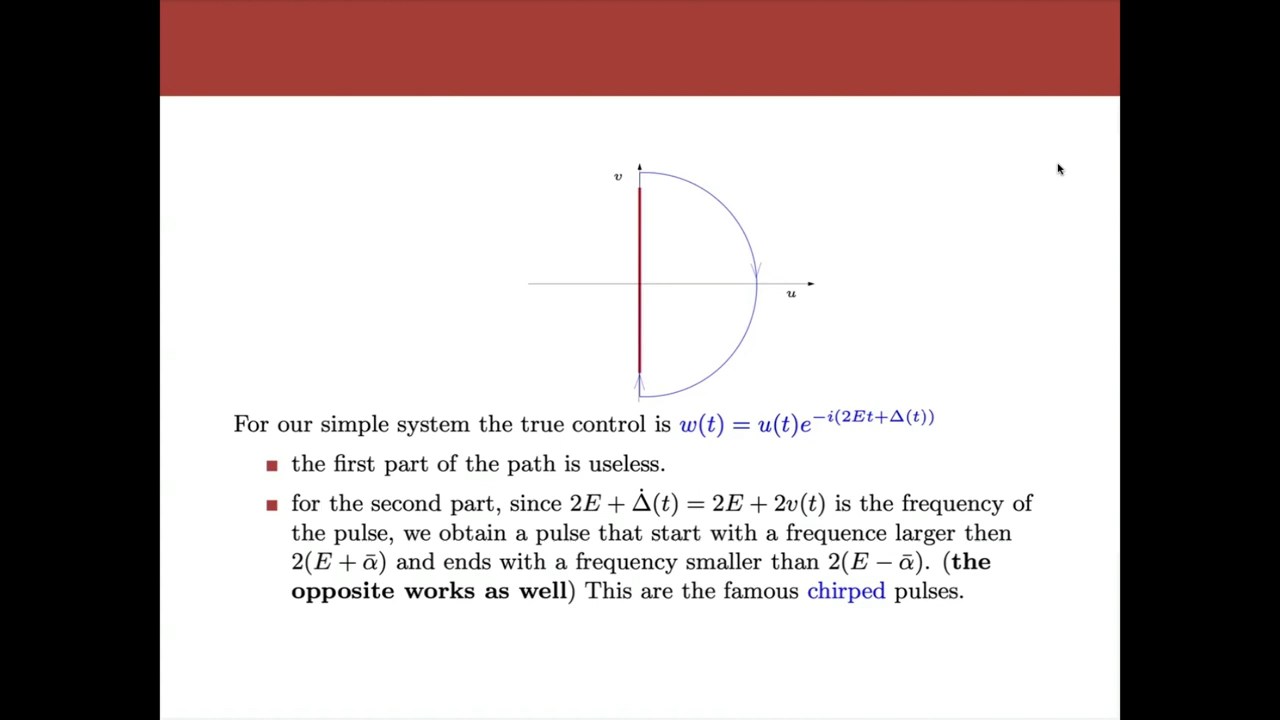 v
u
For our simple system the true control is w(t) = u(t)e^{−i(2Et+Δ(t))}
■ the first part of the path is useless.
■ for the second part, since 2E + Δ̇(t) = 2E + 2v(t) is the frequency of
the pulse, we obtain a pulse that start with a frequence larger then
2(E + ᾱ) and ends with a frequency smaller than 2(E − ᾱ). (the
opposite works as well) This are the famous chirped pulses.